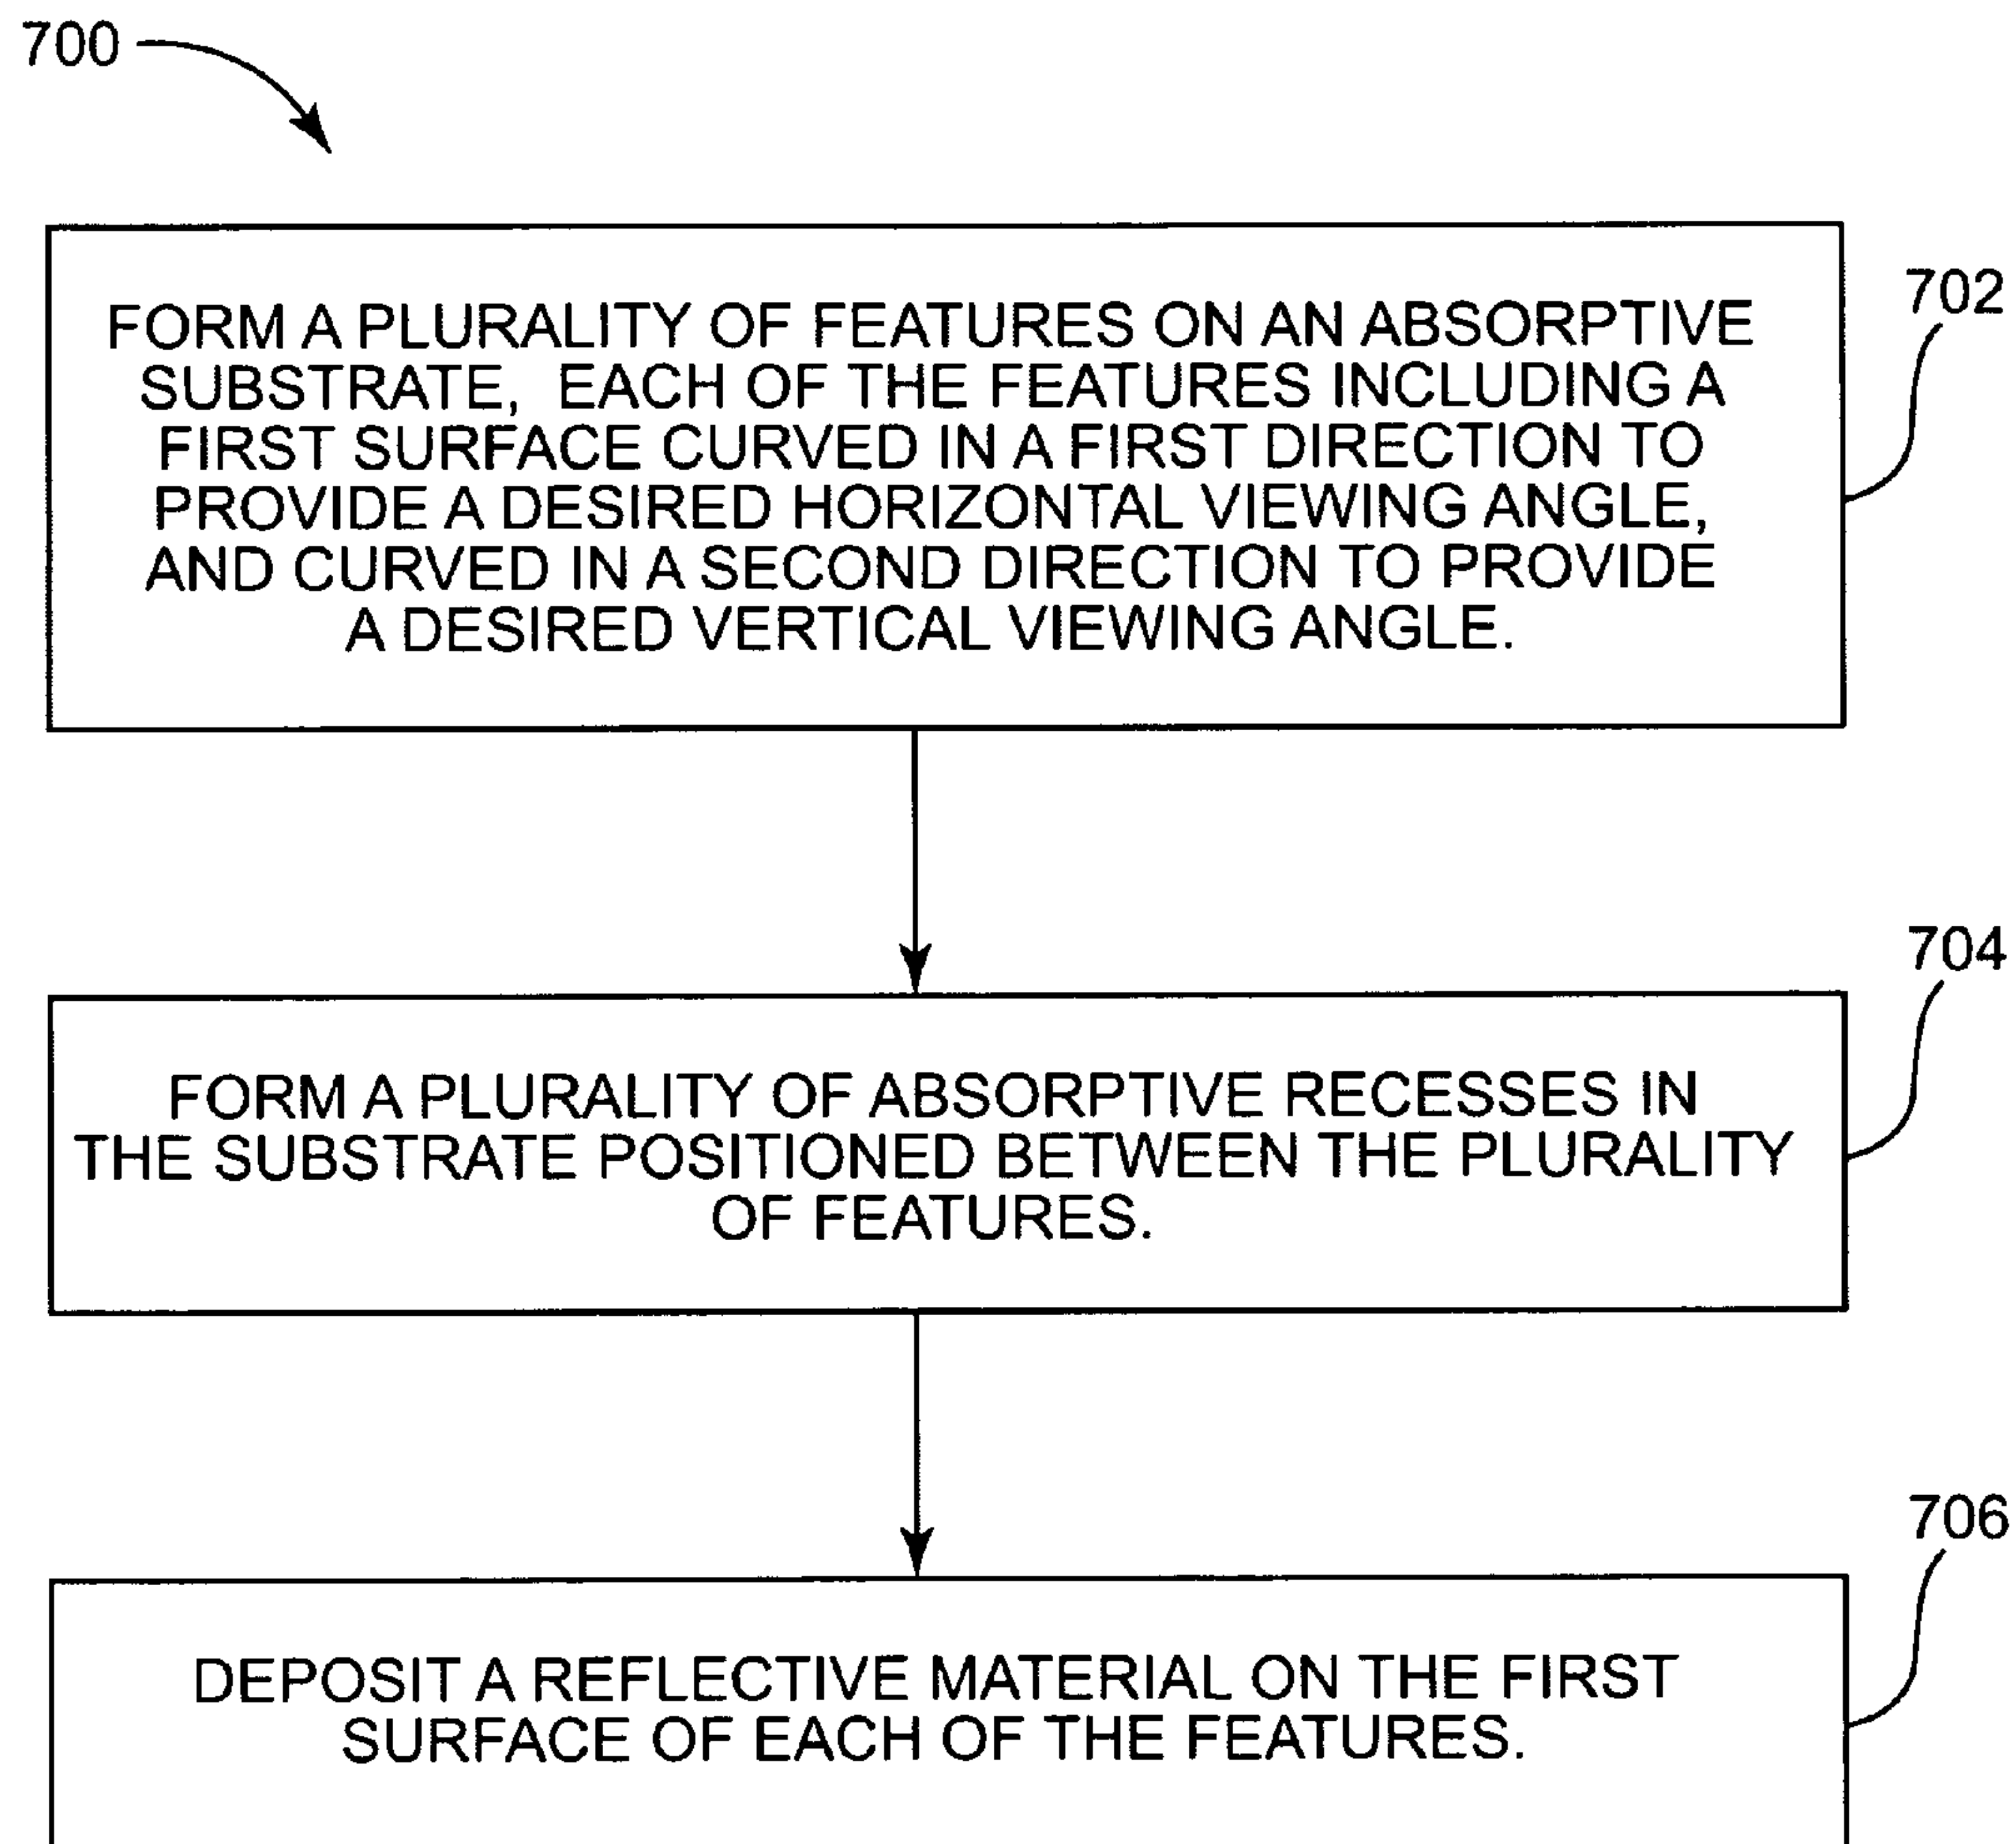 700
702
FORM A PLURALITY OF FEATURES ON AN ABSORPTIVE
SUBSTRATE, EACH OF THE FEATURES INCLUDING A
FIRST SURFACE CURVED IN A FIRST DIRECTION TO
PROVIDE A DESIRED HORIZONTAL VIEWING ANGLE,
AND CURVED IN A SECOND DIRECTION TO PROVIDE
A DESIRED VERTICAL VIEWING ANGLE.
704
FORM A PLURALITY OF ABSORPTIVE RECESSES IN
THE SUBSTRATE POSITIONED BETWEEN THE PLURALITY
OF FEATURES.
706
DEPOSIT A REFLECTIVE MATERIAL ON THE FIRST
SURFACE OF EACH OF THE FEATURES.